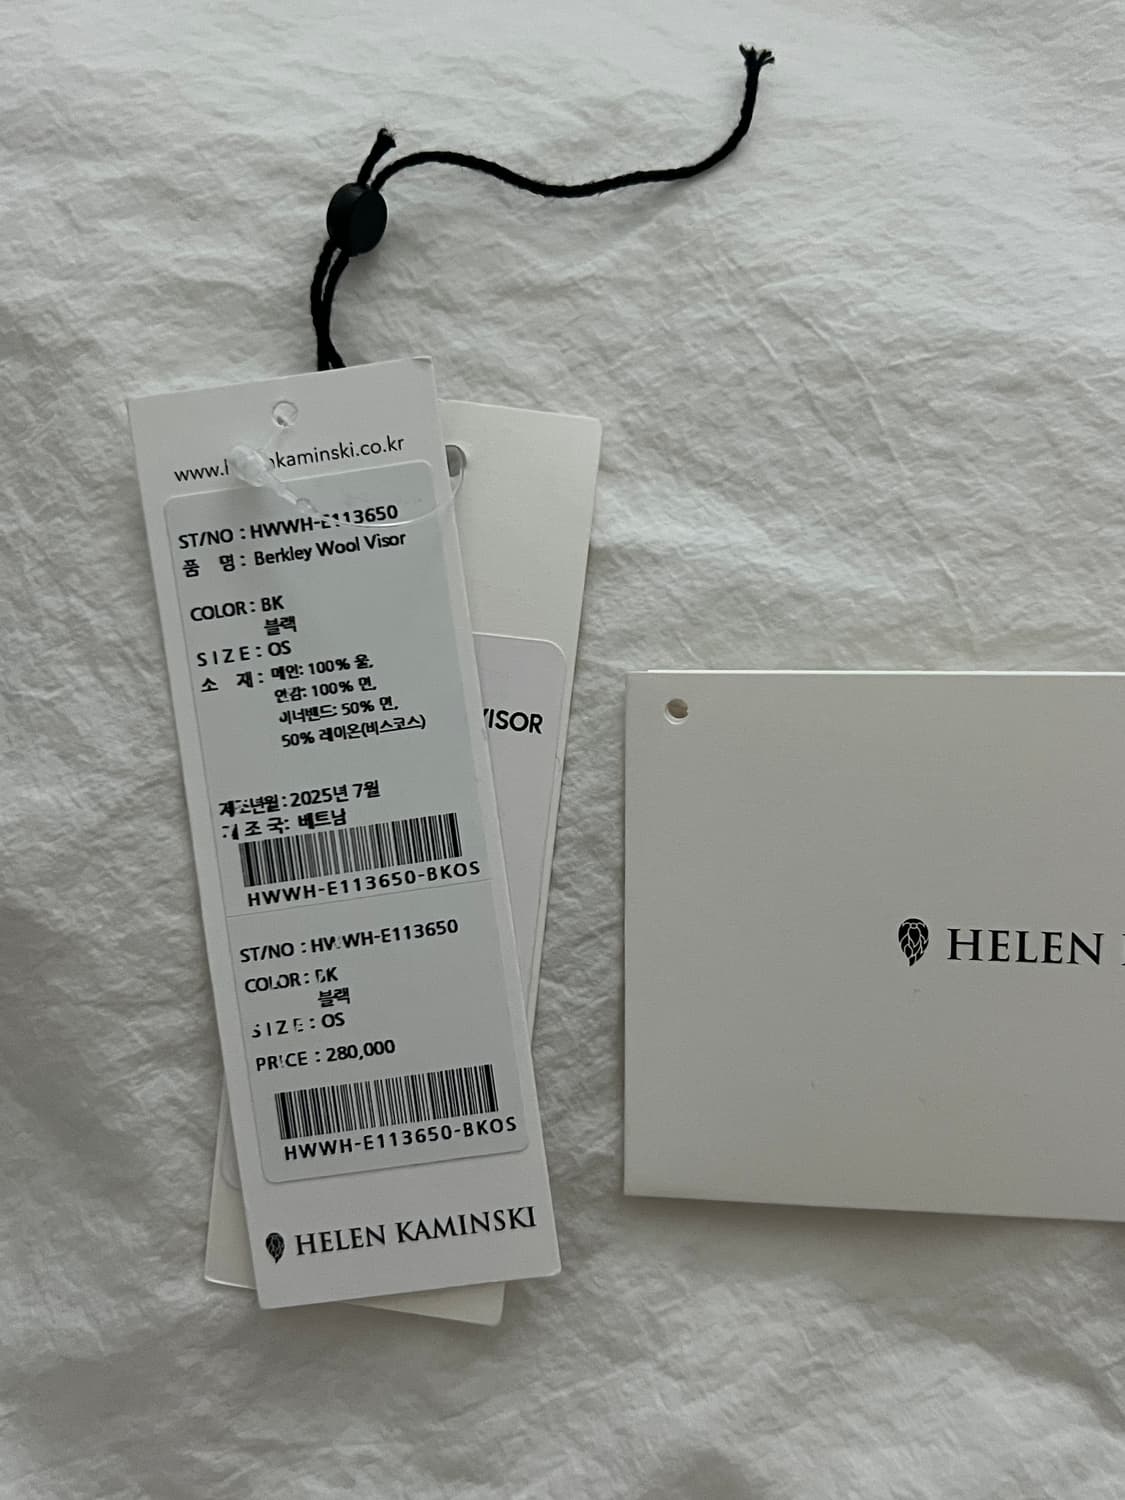 www.h kaminski.co.kr
ST/NO : HWWH-E113650
품 명 : Berkley Wool Visor
COLOR : BK
블랙
SIZE : OS
소 재 : 메인: 100% 울,
안감: 100% 면,
이너밴드: 50% 면,
50% 레이온(비스코스)
제조년월 : 2025년 7월
제 조 국 : 베트남
HWWH-E113650-BKOS
ST/NO : HWWH-E113650
COLOR : BK
블랙
SIZE : OS
PRICE : 280,000
HWWH-E113650-BKOS
HELEN KAMINSKI
VISOR
HELEN